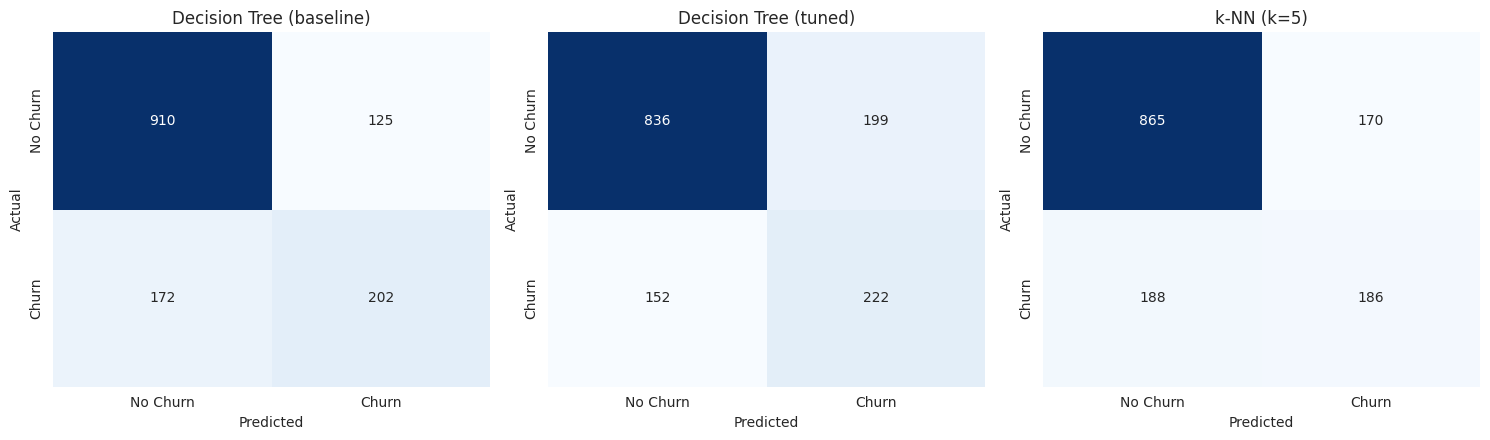 Decision Tree (baseline)
Actual
No Churn
Churn
910
125
172
202
No Churn
Churn
Predicted
Decision Tree (tuned)
Actual
No Churn
Churn
836
199
152
222
No Churn
Churn
Predicted
k-NN (k=5)
Actual
No Churn
Churn
865
170
188
186
No Churn
Churn
Predicted